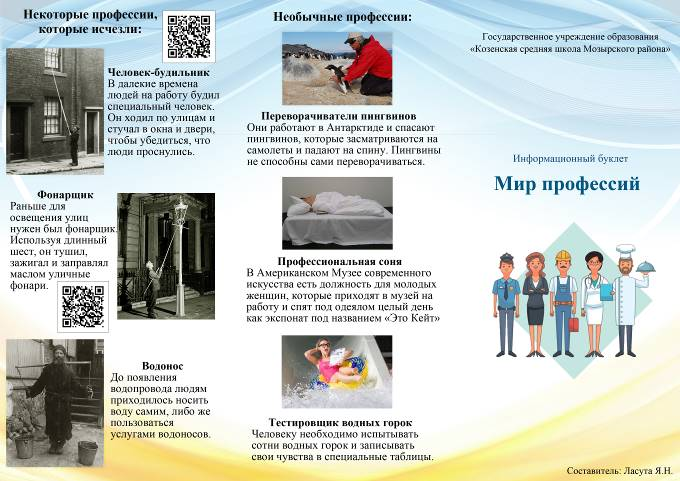 Некоторые профессии,
которые исчезли:
Человек-будильник
В далекие времена
людей на работу будил
специальный человек.
Он ходил по улицам и
стучал в окна и двери,
чтобы убедиться, что
люди проснулись.
Фонарщик
Раньше для
освещения улиц
нужен был фонарщик.
Используя длинный
шест, он тушил,
зажигал и заправлял
маслом уличные
фонари.
Водонос
До появления
водопровода людям
приходилось носить
воду самим, либо же
пользоваться
услугами водоносов.
Необычные профессии:
Переворачиватели пингвинов
Они работают в Антарктиде и спасают
пингвинов, которые засматриваются на
самолеты и падают на спину. Пингвины
не способны сами переворачиваться.
Профессиональная соня
В Американском Музее современного
искусства есть должность для молодых
женщин, которые приходят в музей на
работу и спят под одеялом целый день
как экспонат под названием «Это Кейт»
Тестировщик водных горок
Человеку необходимо испытывать
сотни водных горок и записывать
свои чувства в специальные таблицы.
Государственное учреждение образования
«Козенская средняя школа Мозырского района»
Информационный буклет
Мир профессий
Составитель: Ласута Я.Н.